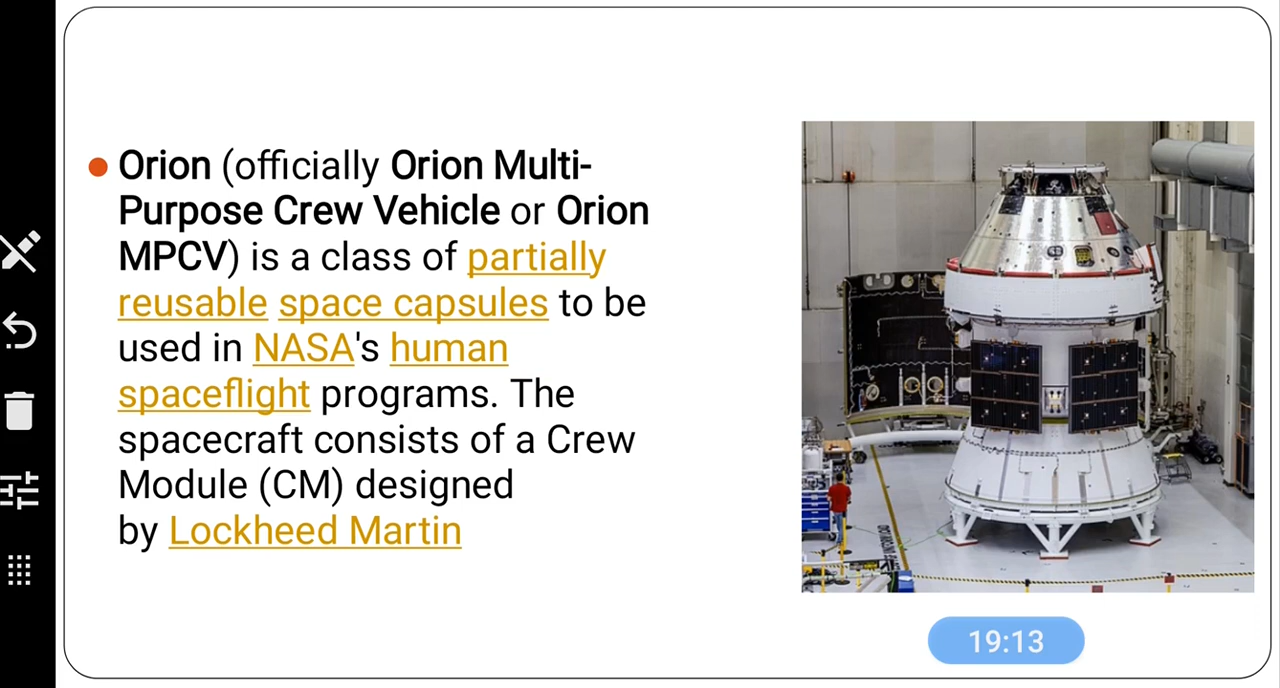 Orion (officially Orion Multi-
Purpose Crew Vehicle or Orion
MPCV) is a class of partially
reusable space capsules to be
used in NASA's human
spaceflight programs. The
spacecraft consists of a Crew
Module (CM) designed
by Lockheed Martin
19:13